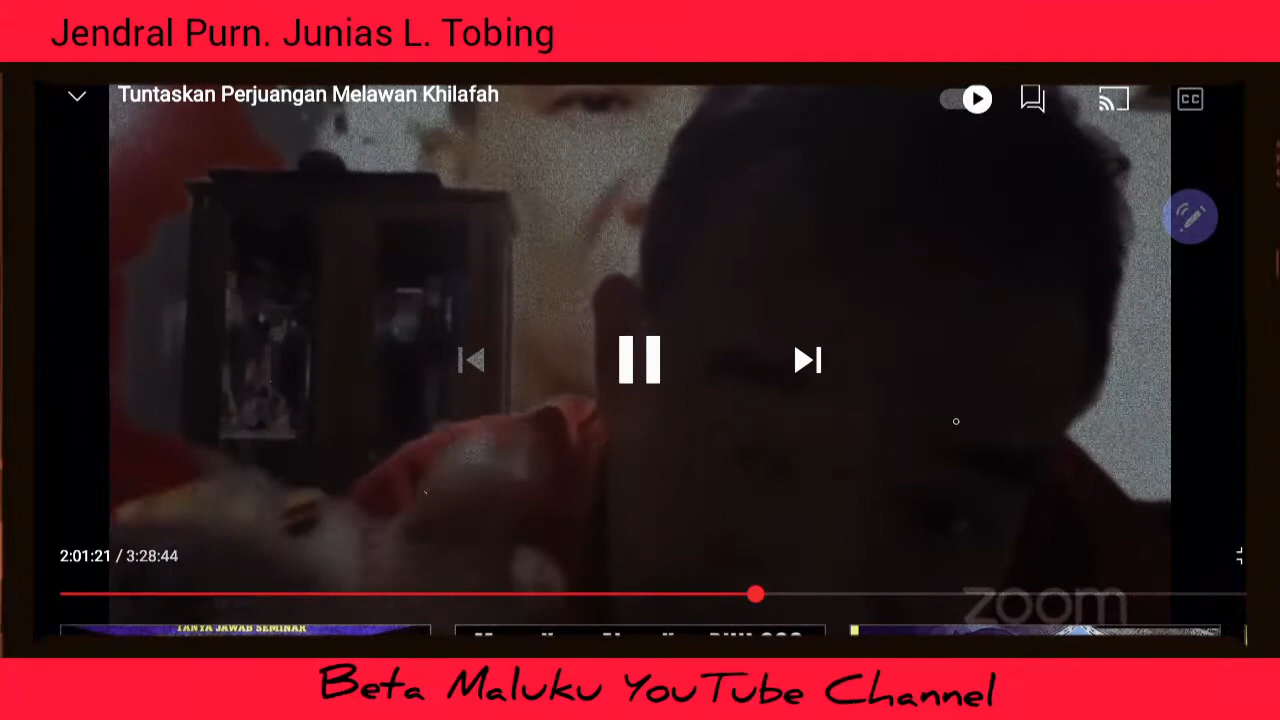 Jendral Purn. Junias L. Tobing
Tuntaskan Perjuangan Melawan Khilafah
CC
2:01:21 / 3:28:44
zoom
TANYA JAWAB SEMINAR
Beta Maluku YouTube Channel